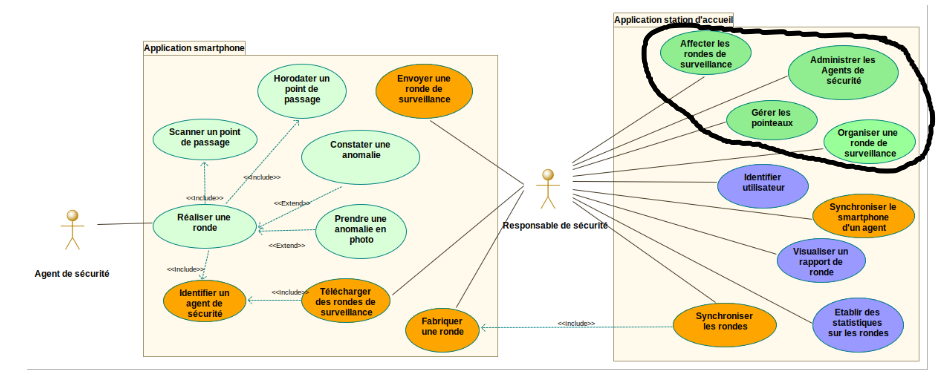 Application smartphone
Application station d'accueil
Horodater un
point de
passage
Envoyer une
ronde de
surveillance
Affecter les
rondes de
surveillance
Administrer les
Agents de
sécurité
Scanner un point
de passage
Constater une
anomalie
Gérer les
pointeaux
Organiser une
ronde de
surveillance
<<Include>>
<<Include>>
<<Extend>>
Identifier
utilisateur
Réaliser une
ronde
Prendre une
anomalie en
photo
<<Extend>>
Responsable de sécurité
Synchroniser le
smartphone
d'un agent
Agent de sécurité
<<Include>>
Visualiser un
rapport de
ronde
Identifier un
agent de
sécurité
<<Include>>
Télécharger
des rondes de
surveillance
Fabriquer
une ronde
<<Include>>
Synchroniser
les rondes
Etablir des
statistiques
sur les rondes